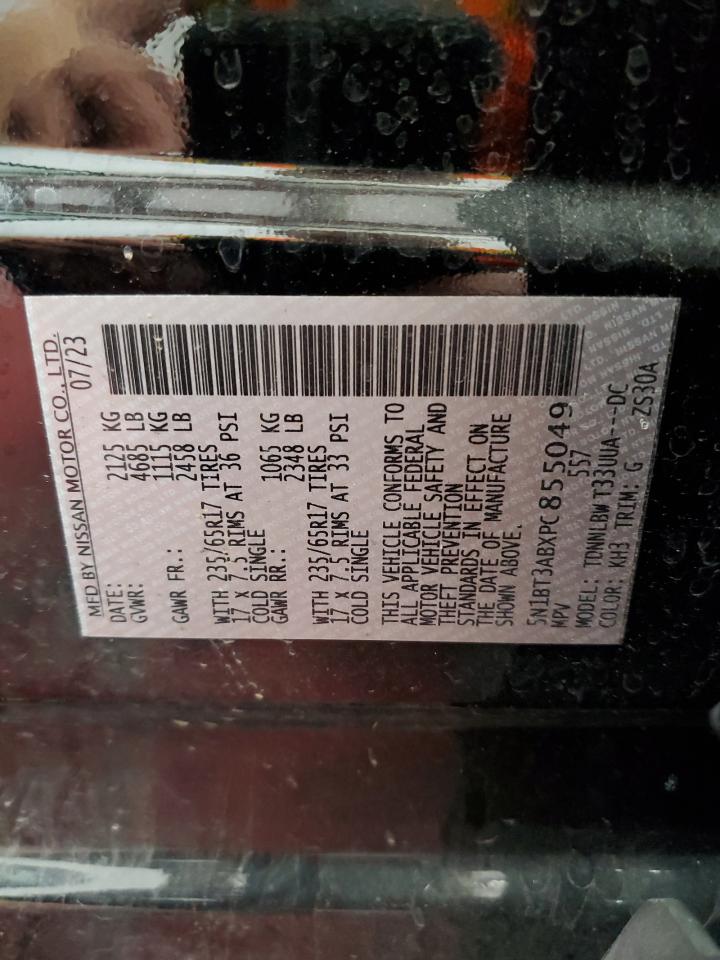 MFD BY NISSAN MOTOR CO., LTD.
DATE: 07/23
GVWR: 2125 KG
4685 LB
GAWR FR.: 1115 KG
2458 LB
WITH 235/65R17 TIRES
17 X 7.5 RIMS AT 36 PSI
COLD SINGLE
GAWR RR.: 1065 KG
2348 LB
WITH 235/65R17 TIRES
17 X 7.5 RIMS AT 33 PSI
COLD SINGLE
THIS VEHICLE CONFORMS TO
ALL APPLICABLE FEDERAL
MOTOR VEHICLE SAFETY AND
THEFT PREVENTION
STANDARDS IN EFFECT ON
THE DATE OF MANUFACTURE
SHOWN ABOVE.
5N1BT3ABXPC855049
MPV 557
MODEL: TDNNLBW T33UUA---DC
COLOR: KH3 TRIM: G ZS30A